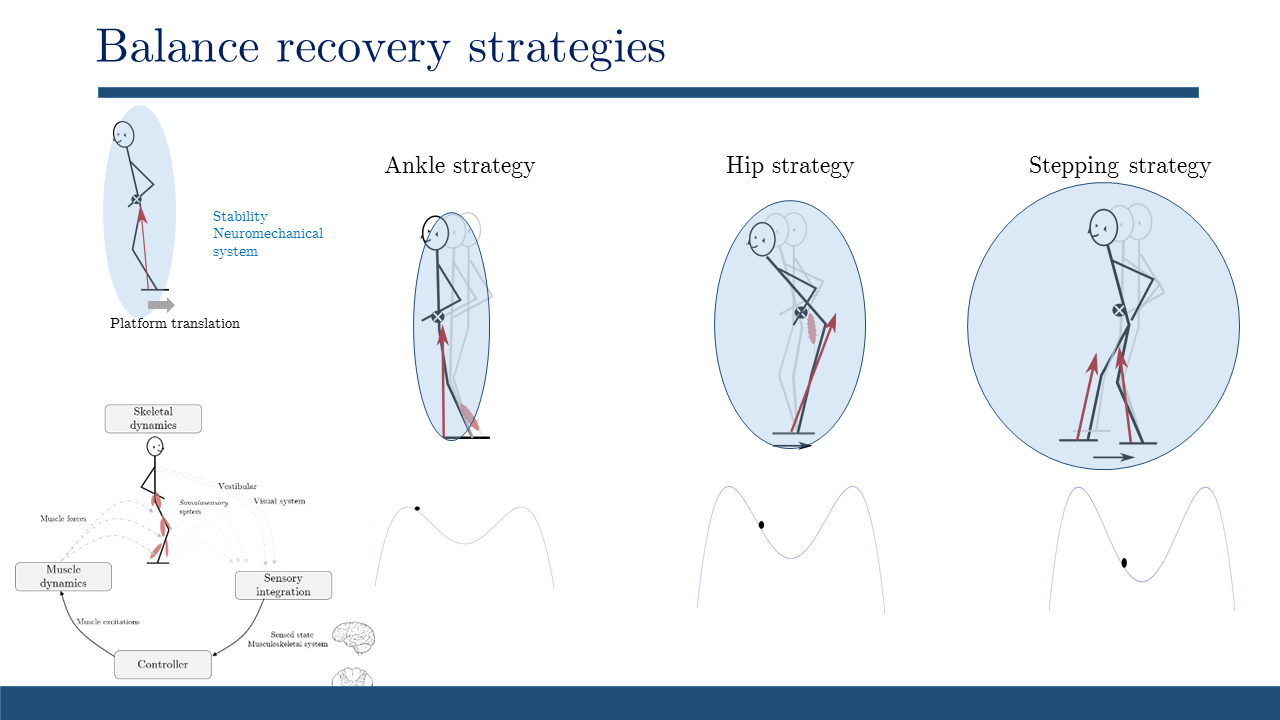 Balance recovery strategies
Ankle strategy
Hip strategy
Stepping strategy
Stability
Neuromechanical
system
Platform translation
Skeletal
dynamics
Vestibular
Somatosensory
system
Visual system
Muscle forces
Muscle
dynamics
Sensory
integration
Muscle excitations
Sensed state
Musculoskeletal system
Controller